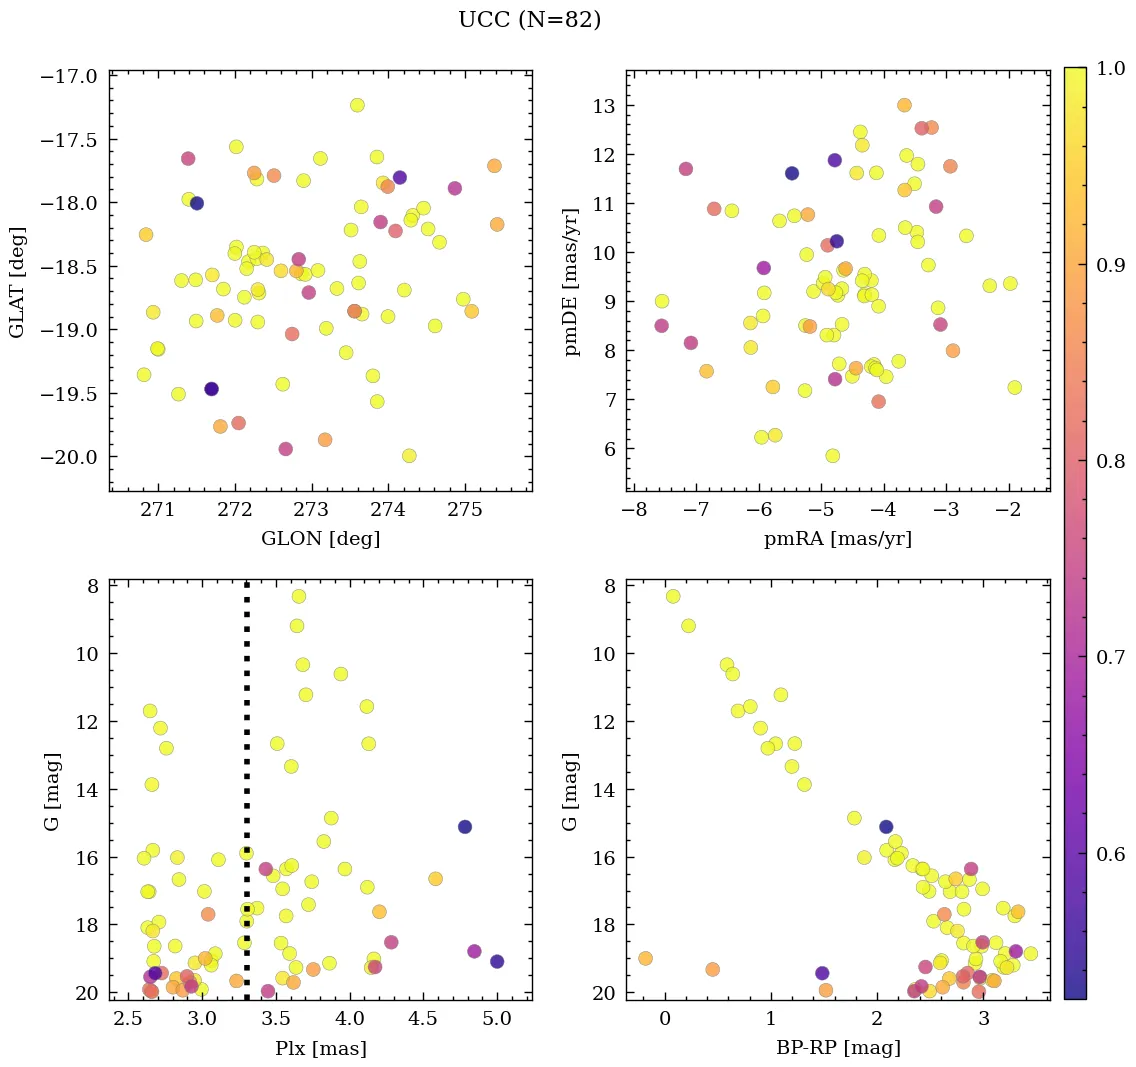 UCC (N=82)
−17.0
−17.5
−18.0
−18.5
−19.0
−19.5
−20.0
GLAT [deg]
271 272 273 274 275
GLON [deg]
13
12
11
10
9
8
7
6
pmDE [mas/yr]
−8 −7 −6 −5 −4 −3 −2
pmRA [mas/yr]
1.0
0.9
0.8
0.7
0.6
8
10
12
14
16
18
20
G [mag]
2.5 3.0 3.5 4.0 4.5 5.0
Plx [mas]
8
10
12
14
16
18
20
G [mag]
0 1 2 3
BP-RP [mag]